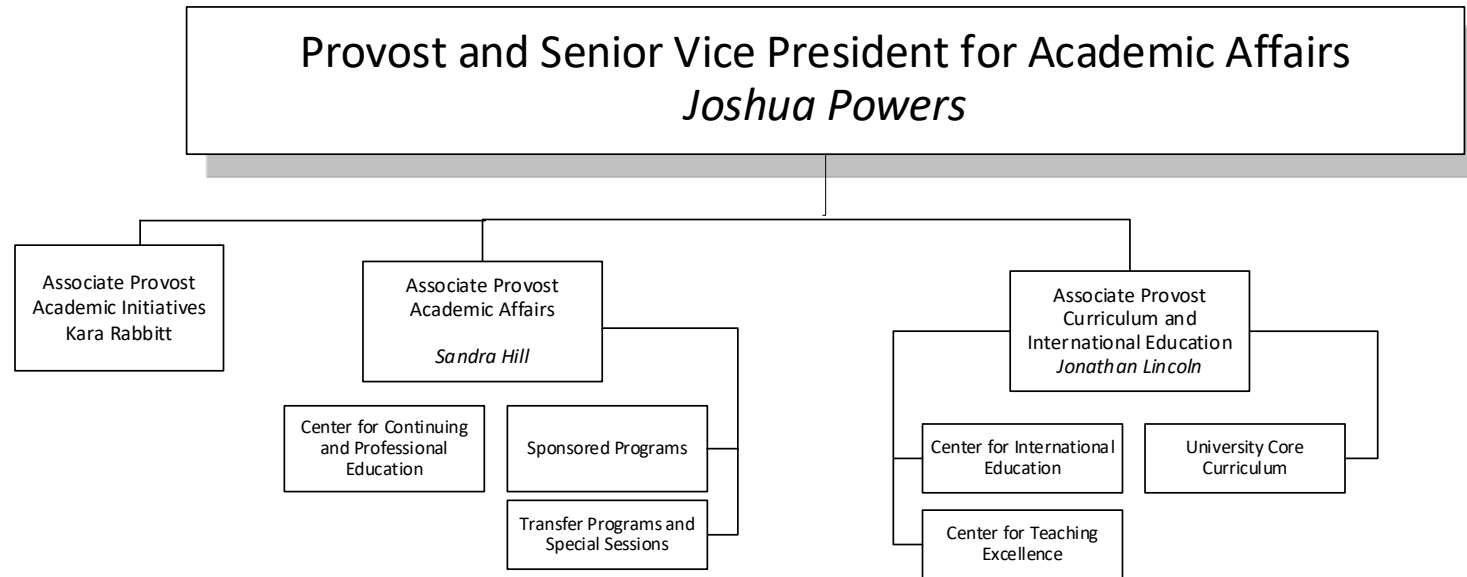 Provost and Senior Vice President for Academic Affairs
Joshua Powers
Associate Provost
Academic Initiatives
Kara Rabbitt
Associate Provost
Academic Affairs
Sandra Hill
Associate Provost
Curriculum and
International Education
Jonathan Lincoln
Center for Continuing
and Professional
Education
Sponsored Programs
Transfer Programs and
Special Sessions
Center for International
Education
University Core
Curriculum
Center for Teaching
Excellence